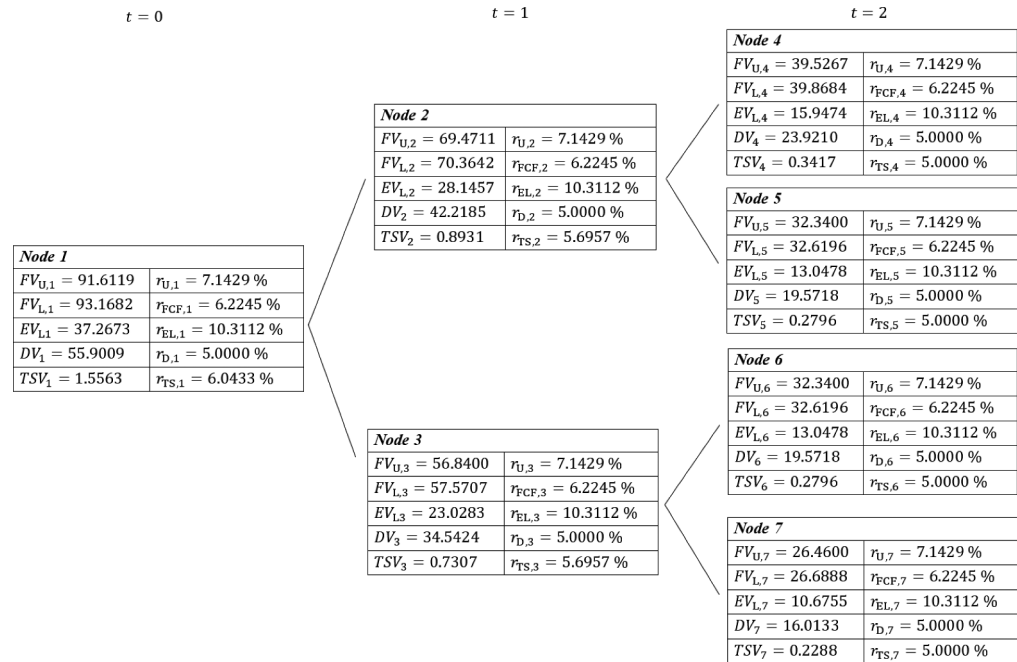 t = 0
t = 1
t = 2
Node 1
FV_U,1 = 91.6119 r_U,1 = 7.1429 %
FV_L,1 = 93.1682 r_FCF,1 = 6.2245 %
EV_L1 = 37.2673 r_EL,1 = 10.3112 %
DV_1 = 55.9009 r_D,1 = 5.0000 %
TSV_1 = 1.5563 r_TS,1 = 6.0433 %
Node 2
FV_U,2 = 69.4711 r_U,2 = 7.1429 %
FV_L,2 = 70.3642 r_FCF,2 = 6.2245 %
EV_L,2 = 28.1457 r_EL,2 = 10.3112 %
DV_2 = 42.2185 r_D,2 = 5.0000 %
TSV_2 = 0.8931 r_TS,2 = 5.6957 %
Node 3
FV_U,3 = 56.8400 r_U,3 = 7.1429 %
FV_L,3 = 57.5707 r_FCF,3 = 6.2245 %
EV_L3 = 23.0283 r_EL,3 = 10.3112 %
DV_3 = 34.5424 r_D,3 = 5.0000 %
TSV_3 = 0.7307 r_TS,3 = 5.6957 %
Node 4
FV_U,4 = 39.5267 r_U,4 = 7.1429 %
FV_L,4 = 39.8684 r_FCF,4 = 6.2245 %
EV_L,4 = 15.9474 r_EL,4 = 10.3112 %
DV_4 = 23.9210 r_D,4 = 5.0000 %
TSV_4 = 0.3417 r_TS,4 = 5.0000 %
Node 5
FV_U,5 = 32.3400 r_U,5 = 7.1429 %
FV_L,5 = 32.6196 r_FCF,5 = 6.2245 %
EV_L,5 = 13.0478 r_EL,5 = 10.3112 %
DV_5 = 19.5718 r_D,5 = 5.0000 %
TSV_5 = 0.2796 r_TS,5 = 5.0000 %
Node 6
FV_U,6 = 32.3400 r_U,6 = 7.1429 %
FV_L,6 = 32.6196 r_FCF,6 = 6.2245 %
EV_L,6 = 13.0478 r_EL,6 = 10.3112 %
DV_6 = 19.5718 r_D,6 = 5.0000 %
TSV_6 = 0.2796 r_TS,6 = 5.0000 %
Node 7
FV_U,7 = 26.4600 r_U,7 = 7.1429 %
FV_L,7 = 26.6888 r_FCF,7 = 6.2245 %
EV_L,7 = 10.6755 r_EL,7 = 10.3112 %
DV_7 = 16.0133 r_D,7 = 5.0000 %
TSV_7 = 0.2288 r_TS,7 = 5.0000 %